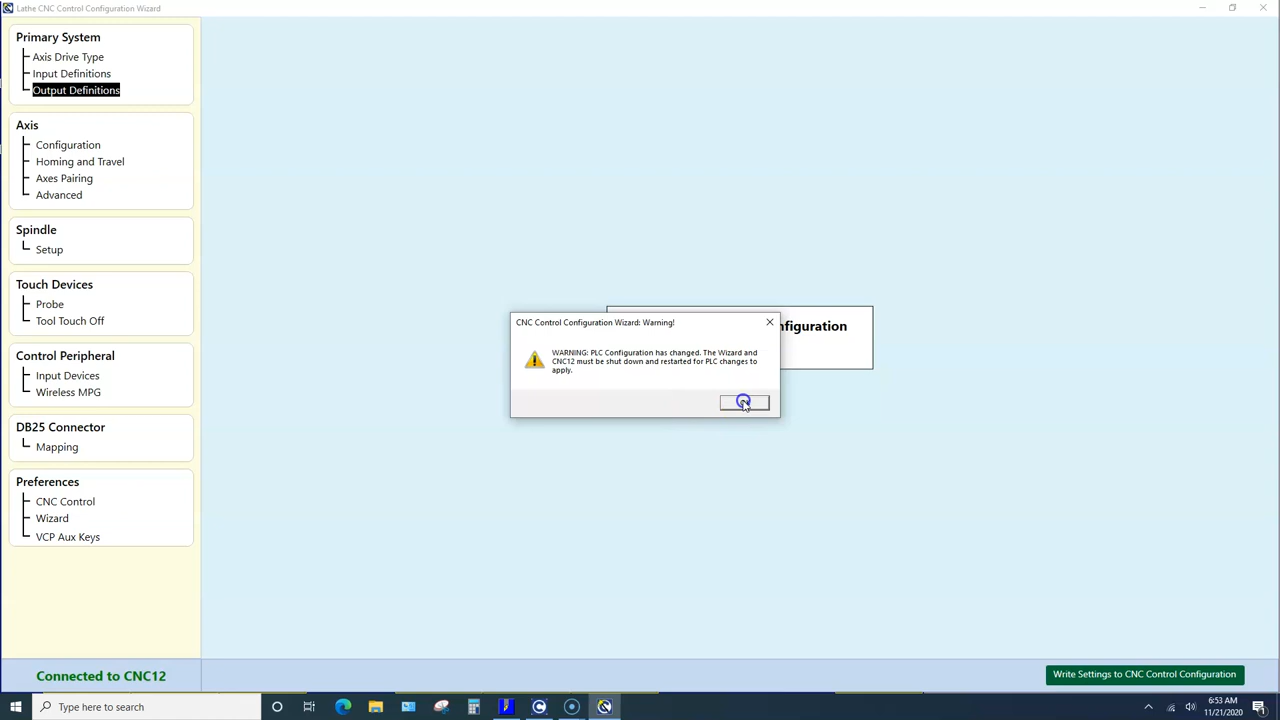 Lathe CNC Control Configuration Wizard
Primary System
Axis Drive Type
Input Definitions
Output Definitions
Axis
Configuration
Homing and Travel
Axes Pairing
Advanced
Spindle
Setup
Touch Devices
Probe
Tool Touch Off
Control Peripheral
Input Devices
Wireless MPG
DB25 Connector
Mapping
Preferences
CNC Control
Wizard
VCP Aux Keys
Connected to CNC12
CNC Control Configuration Wizard: Warning!
WARNING: PLC Configuration has changed. The Wizard and
CNC12 must be shut down and restarted for PLC changes to
apply.
Write Settings to CNC Control Configuration
Type here to search
6:53 AM
11/21/2020